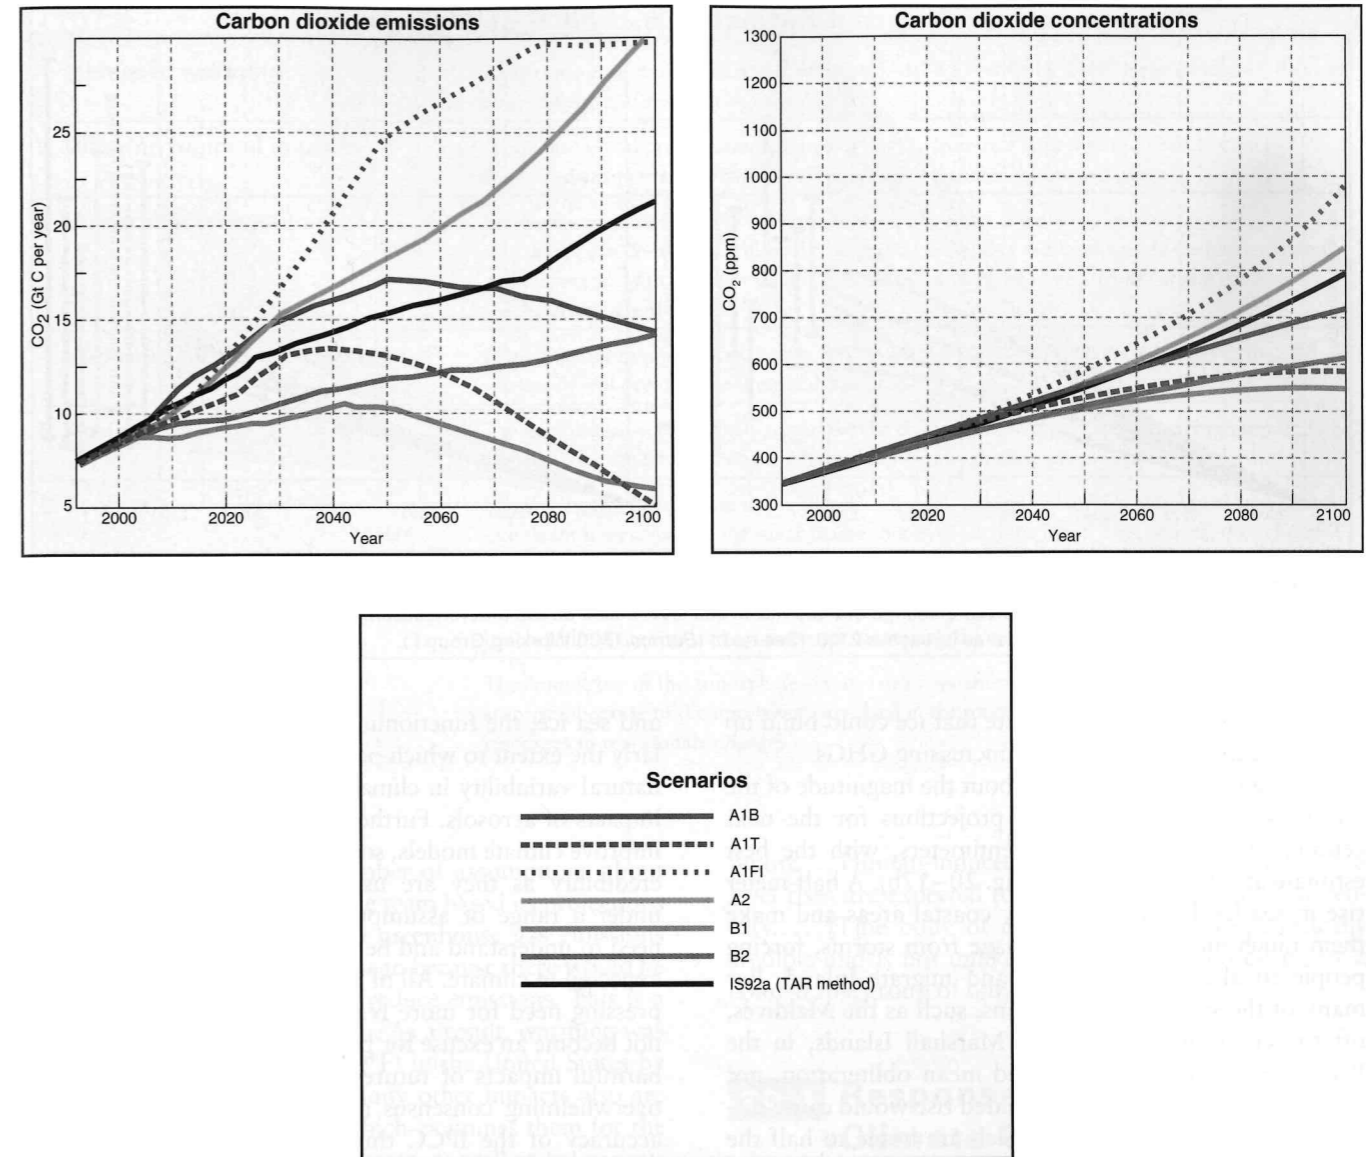 Carbon dioxide emissions
CO2 (Gt C per year)
25
20
15
10
5
2000 2020 2040 2060 2080 2100
Year
Carbon dioxide concentrations
CO2 (ppm)
1300
1200
1100
1000
900
800
700
600
500
400
300
2000 2020 2040 2060 2080 2100
Year
Scenarios
A1B
A1T
A1FI
A2
B1
B2
IS92a (TAR method)